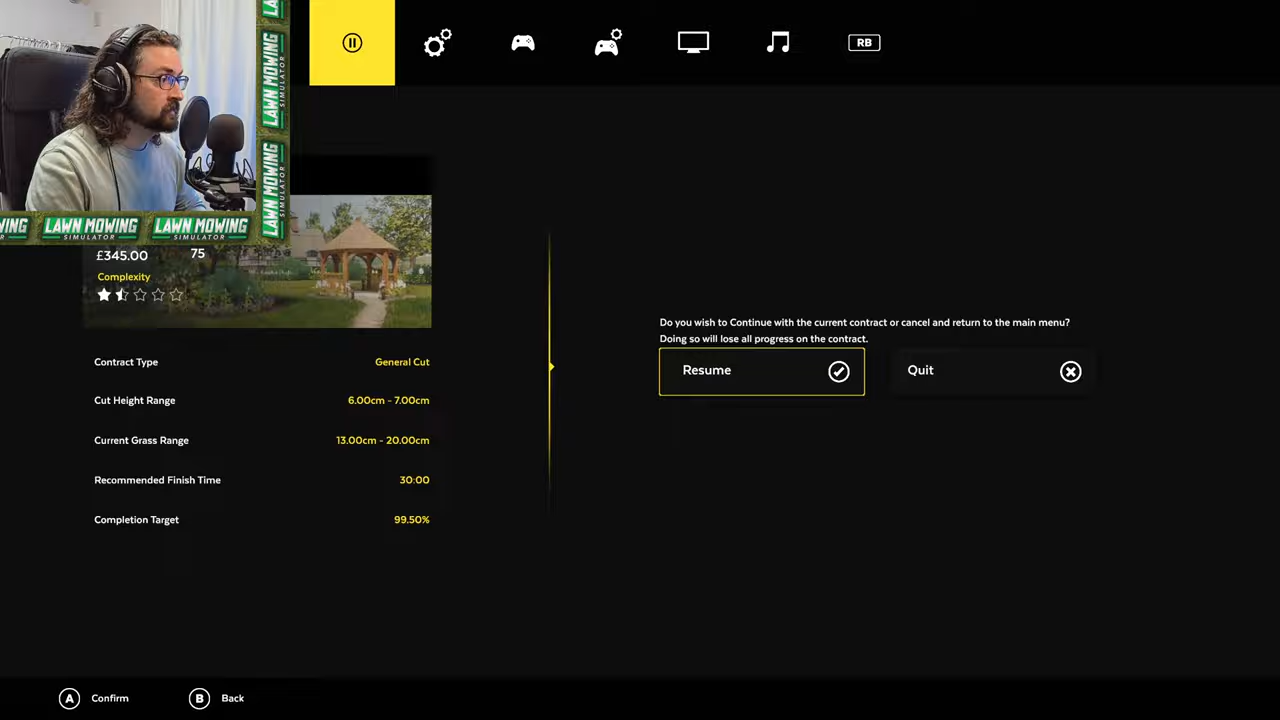 RB
LAWN MOWING
SIMULATOR
LAWN MOWING
SIMULATOR
WING
LAWN MOWING
SIMULATOR
LAWN MOWING
SIMULATOR
£345.00
75
Complexity
Do you wish to Continue with the current contract or cancel and return to the main menu?
Doing so will lose all progress on the contract.
Resume
Quit
Contract Type
General Cut
Cut Height Range
6.00cm - 7.00cm
Current Grass Range
13.00cm - 20.00cm
Recommended Finish Time
30:00
Completion Target
99.50%
A Confirm
B Back